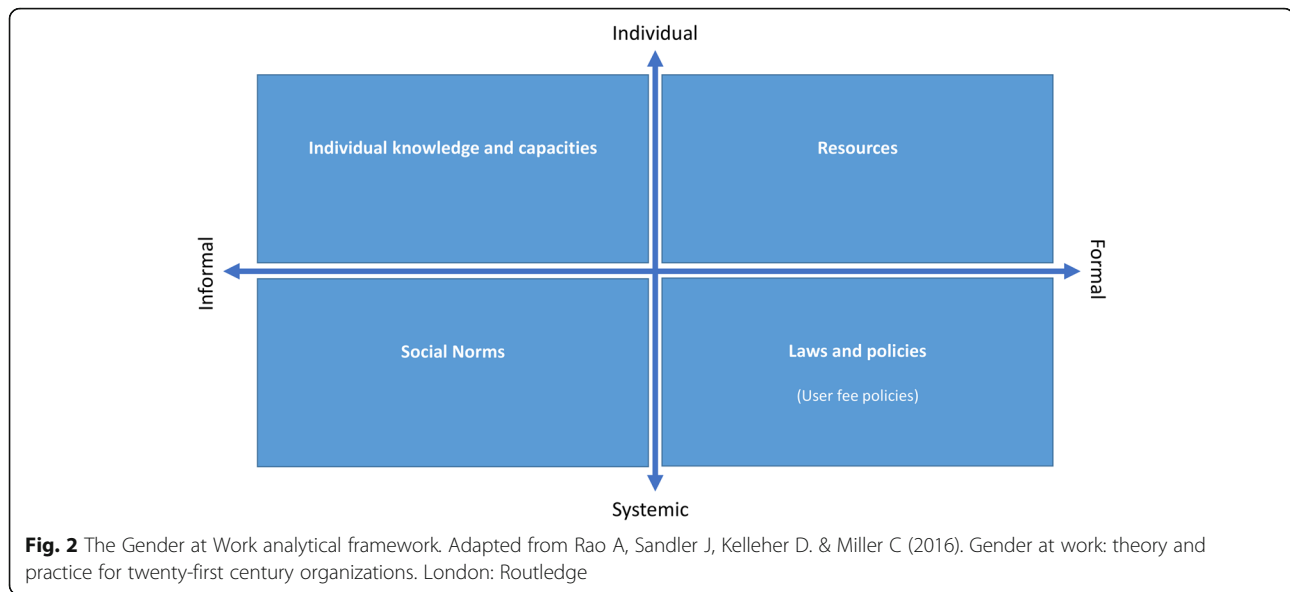 Individual
Individual knowledge and capacities
Resources
Informal
Formal
Social Norms
Laws and policies
(User fee policies)
Systemic
Fig. 2 The Gender at Work analytical framework. Adapted from Rao A, Sandler J, Kelleher D. & Miller C (2016). Gender at work: theory and
practice for twenty-first century organizations. London: Routledge